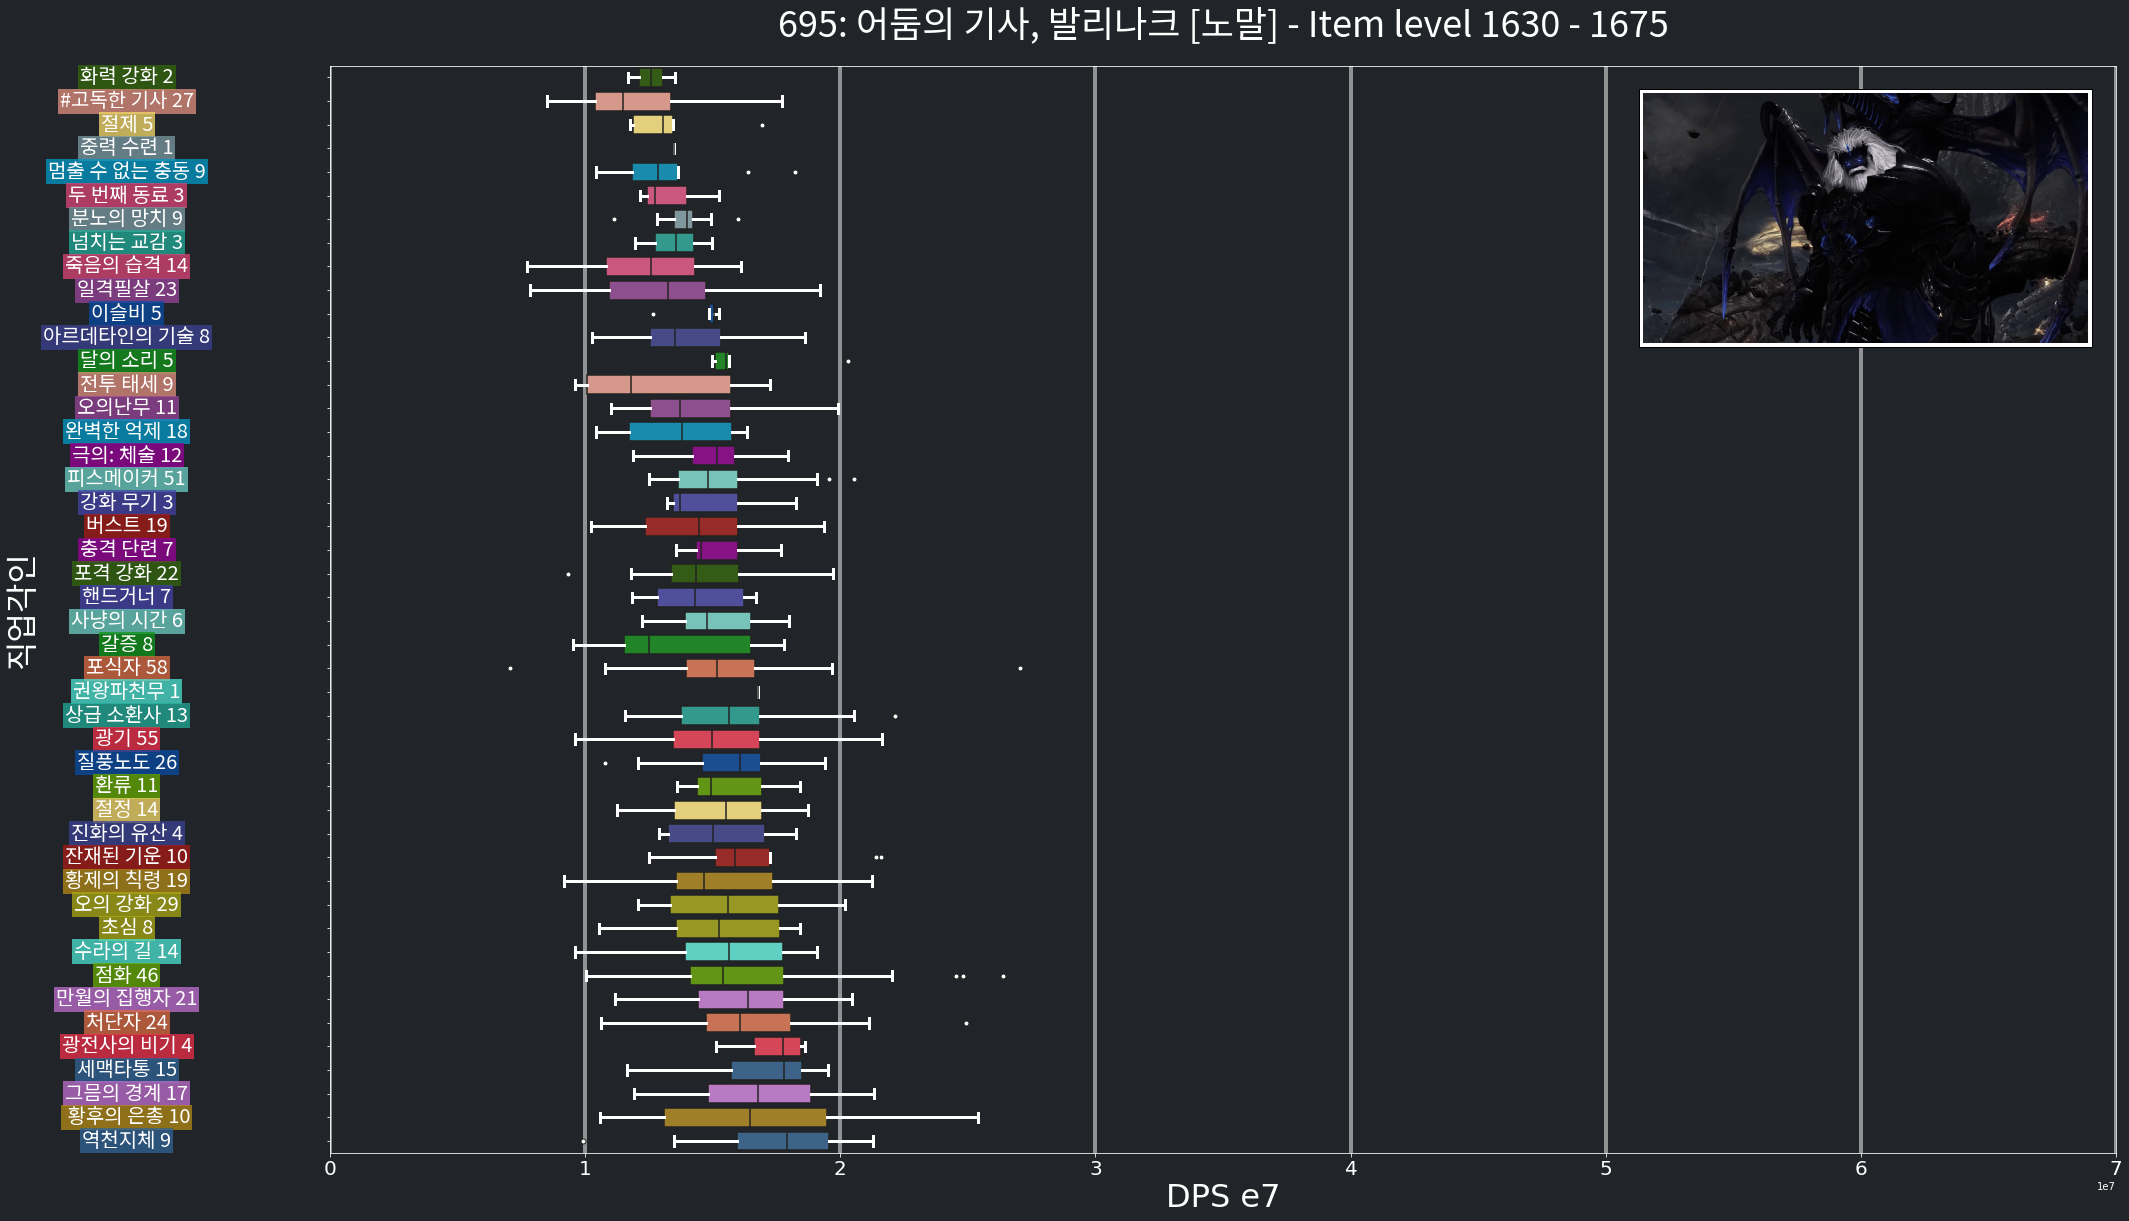 695: 어둠의 기사, 발리나크 [노말] - Item level 1630 - 1675
화력 강화 2
#고독한 기사 27
절제 5
중력 수련 1
멈출 수 없는 충동 9
두 번째 동료 3
분노의 망치 9
넘치는 교감 3
죽음의 습격 14
일격필살 23
이슬비 5
아르데타인의 기술 8
달의 소리 5
전투 태세 9
오의난무 11
완벽한 억제 18
극의: 체술 12
피스메이커 51
강화 무기 3
버스트 19
충격 단련 7
포격 강화 22
핸드거너 7
사냥의 시간 6
갈증 8
포식자 58
권왕파천무 1
상급 소환사 13
광기 55
질풍노도 26
환류 11
절정 14
진화의 유산 4
잔재된 기운 10
황제의 칙령 19
오의 강화 29
초심 8
수라의 길 14
점화 46
만월의 집행자 21
처단자 24
광전사의 비기 4
세맥타통 15
그믐의 경계 17
황후의 은총 10
역천지체 9
직업각인
0 1 2 3 4 5 6 7
1e7
DPS e7